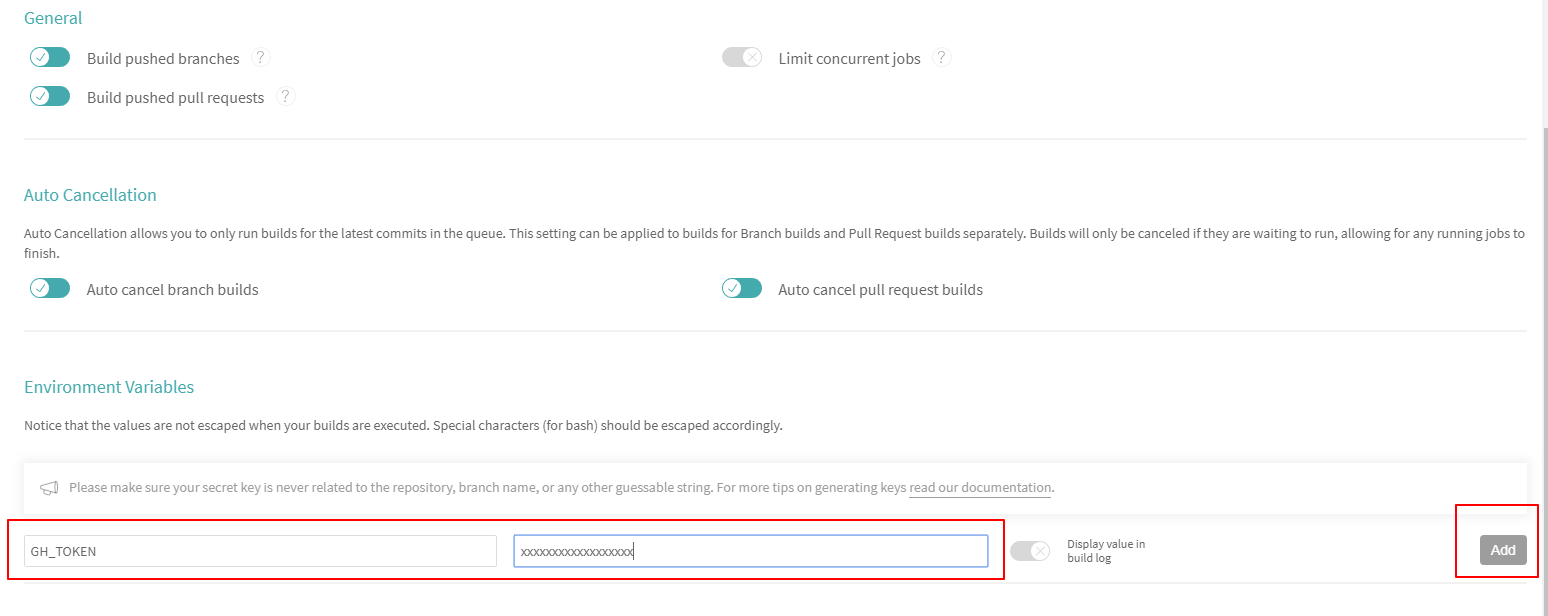 General
Build pushed branches ?
Limit concurrent jobs ?
Build pushed pull requests ?
Auto Cancellation
Auto Cancellation allows you to only run builds for the latest commits in the queue. This setting can be applied to builds for Branch builds and Pull Request builds separately. Builds will only be canceled if they are waiting to run, allowing for any running jobs to
finish.
Auto cancel branch builds
Auto cancel pull request builds
Environment Variables
Notice that the values are not escaped when your builds are executed. Special characters (for bash) should be escaped accordingly.
Please make sure your secret key is never related to the repository, branch name, or any other guessable string. For more tips on generating keys read our documentation.
GH_TOKEN
xxxxxxxxxxxxxxxxxx
Display value in
build log
Add